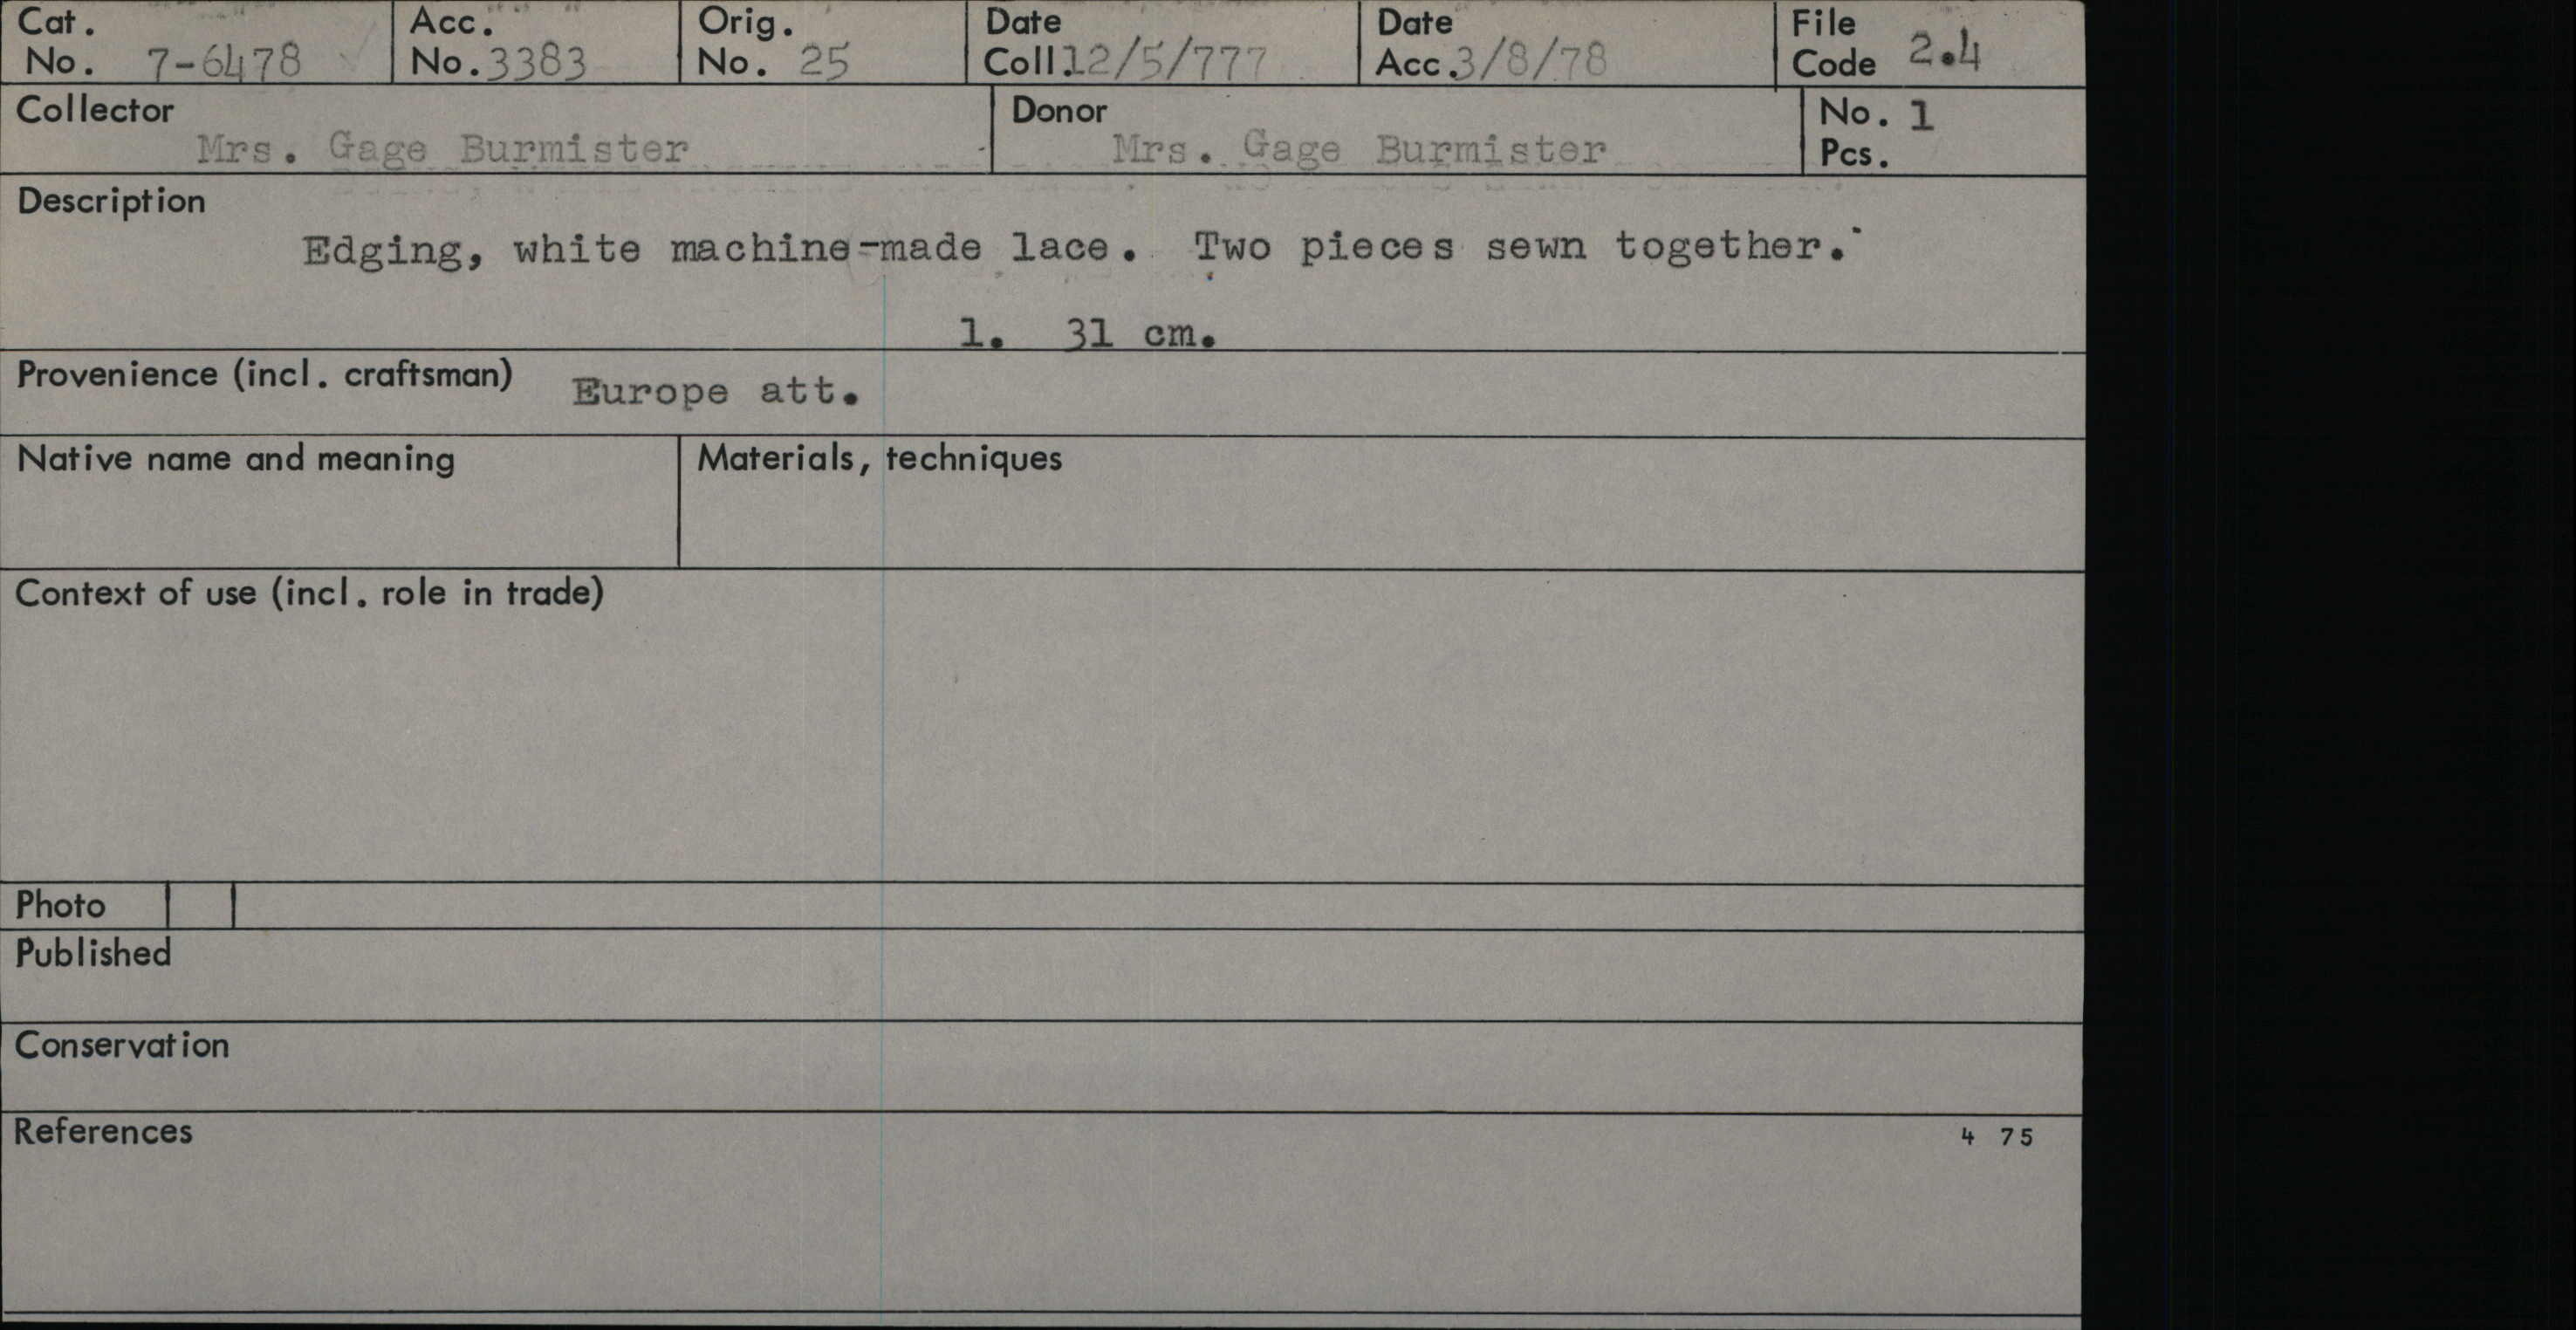 Cat. No. 7-6478 Acc. No. 3383 Orig. No. 25 Date Coll. 12/5/777 Date Acc. 3/8/78 File Code 2.4
Collector Mrs. Gage Burmister Donor Mrs. Gage Burmister No. 1 Pcs.
Description
Edging, white machine-made lace. Two pieces sewn together.
l. 31 cm.
Provenience (incl. craftsman) Europe att.
Native name and meaning Materials, techniques
Context of use (incl. role in trade)
Photo
Published
Conservation
References 4 75